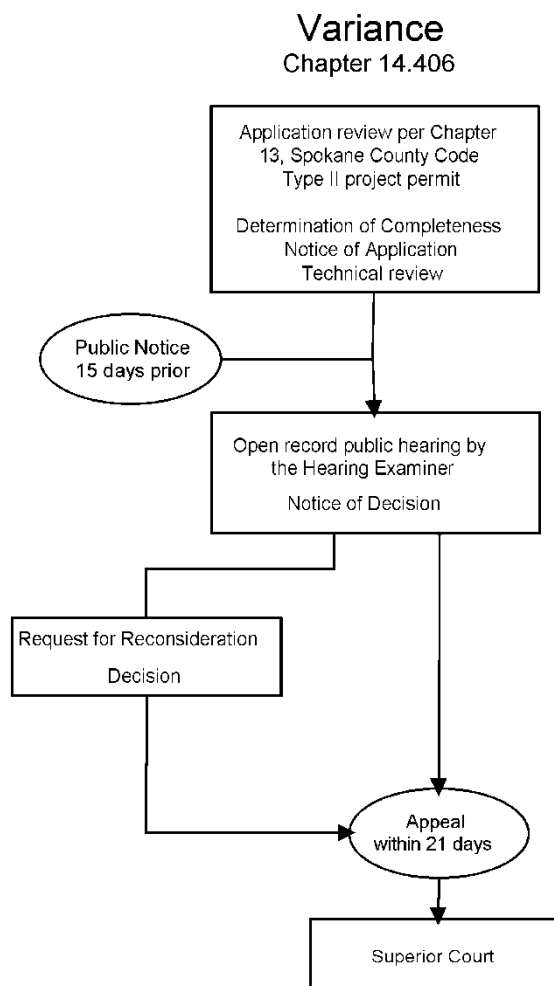 Variance
Chapter 14.406
Application review per Chapter
13, Spokane County Code
Type II project permit
Determination of Completeness
Notice of Application
Technical review
Public Notice
15 days prior
Open record public hearing by
the Hearing Examiner
Notice of Decision
Request for Reconsideration
Decision
Appeal
within 21 days
Superior Court